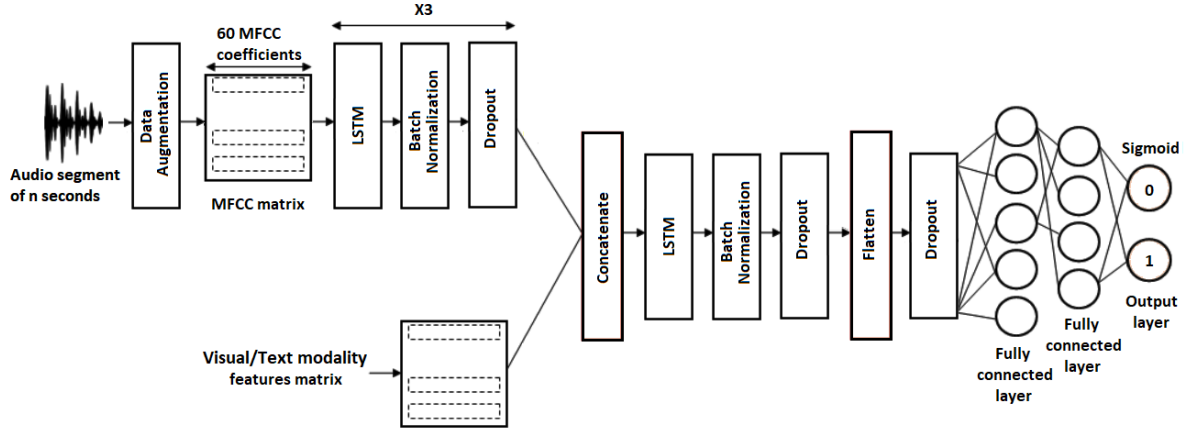 X3
60 MFCC
coefficients
Data
Augmentation
LSTM
Batch
Normalization
Dropout
Audio segment
of n seconds
MFCC matrix
Visual/Text modality
features matrix
Concatenate
LSTM
Batch
Normalization
Dropout
Flatten
Dropout
Sigmoid
0
1
Output
layer
Fully
connected
layer
Fully
connected
layer